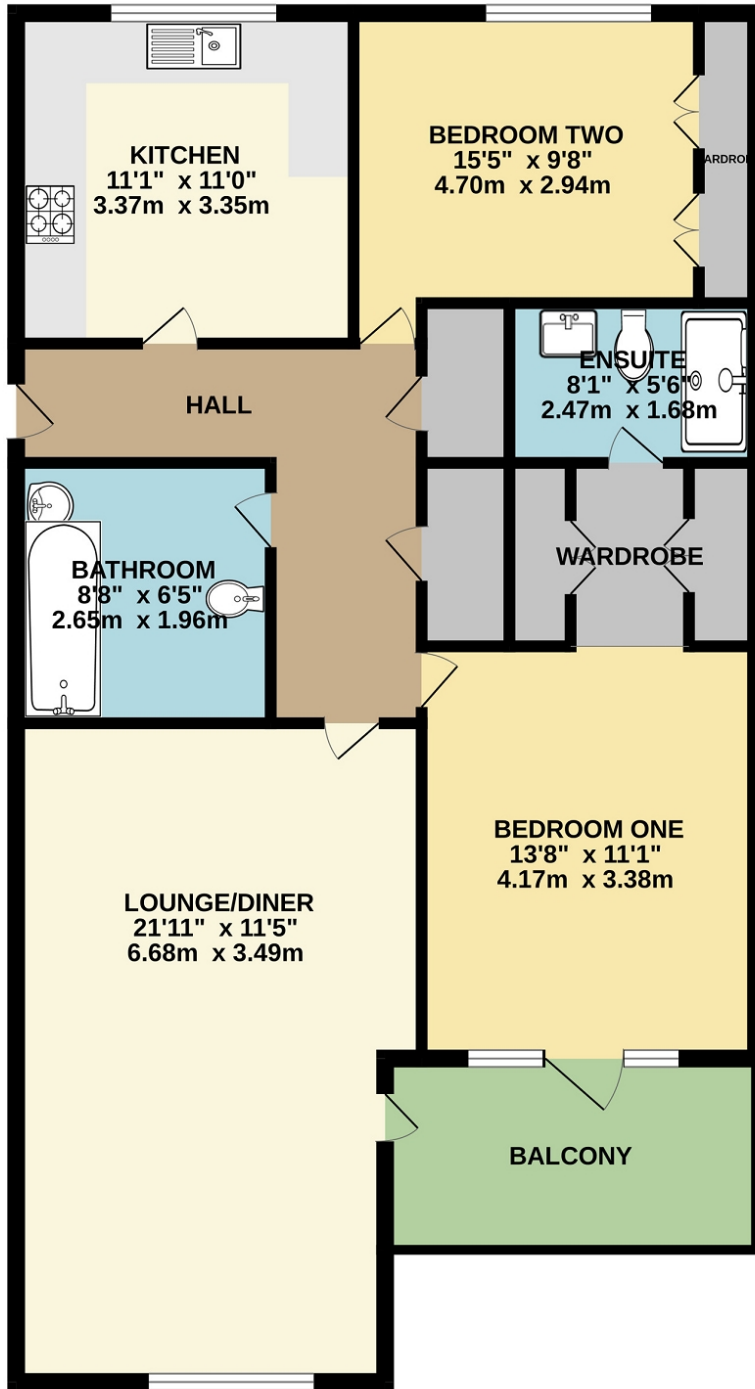 KITCHEN
11'1" x 11'0"
3.37m x 3.35m
BEDROOM TWO
15'5" x 9'8"
4.70m x 2.94m
HALL
ENSUITE
8'1" x 5'6"
2.47m x 1.68m
BATHROOM
8'8" x 6'5"
2.65m x 1.96m
WARDROBE
BEDROOM ONE
13'8" x 11'1"
4.17m x 3.38m
LOUNGE/DINER
21'11" x 11'5"
6.68m x 3.49m
BALCONY